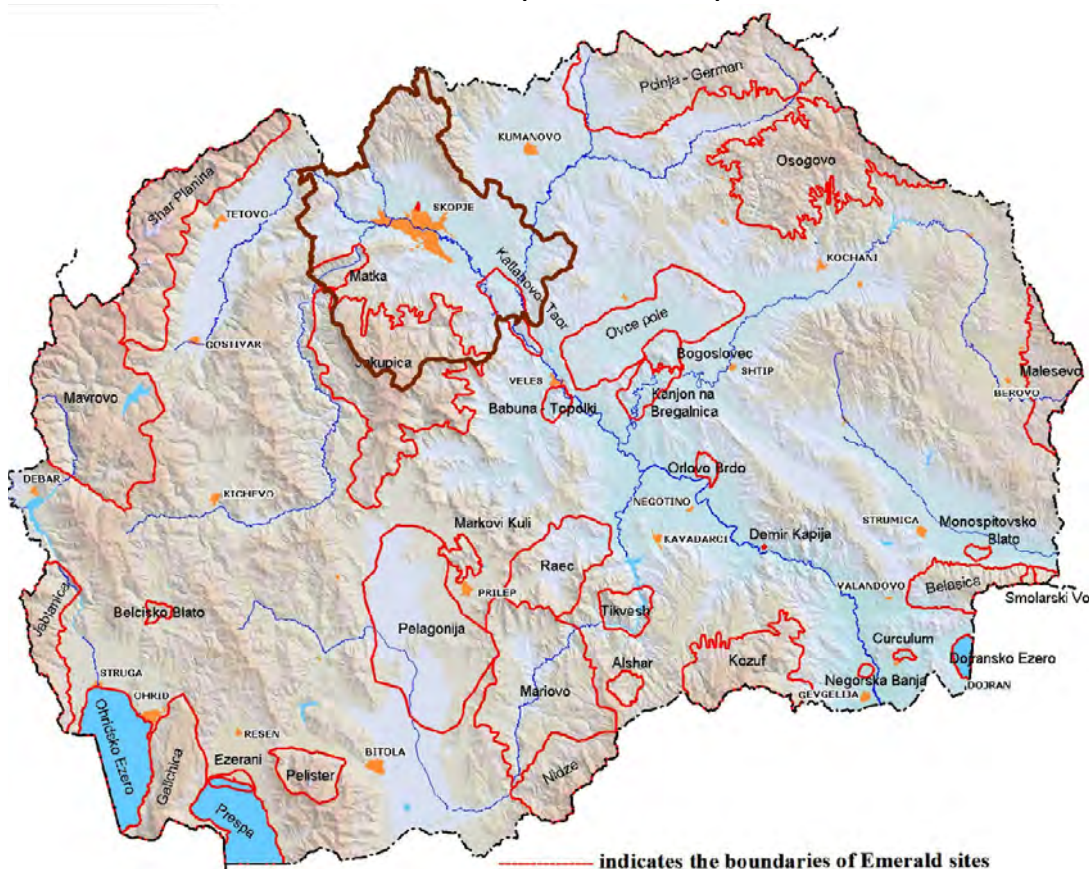 Pcinja - German
KUMANOVO
Osogovo
Shar Planina
TETOVO
SKOPJE
KOCHANI
Matka
Katlanovo - Taor
Ovce pole
GOSTIVAR
Jakupica
Bogoslovec
SHTIP
Malesevo
BEROVO
Mavrovo
VELES
Babuna - Topolki
Kanjon na
Bregalnica
DEBAR
KICHEVO
Orlovo Brdo
NEGOTINO
Markovi Kuli
KAVADARCI
Demir Kapija
STRUMICA
Monospitovsko
Blato
Raec
PRILEP
Jablanica
Belcisko Blato
Pelagonija
Tikvesh
VALANDOVO
Belasica
Smolarski Vo
Alshar
Curculum
Mariovo
Kozuf
Dojransko Ezero
Negorska Banja
DOJRAN
GEVGELIJA
STRUGA
OHRID
Ohridsko Ezero
Galichica
RESEN
Ezerani
Pelister
BITOLA
Nidze
Prespa
indicates the boundaries of Emerald sites